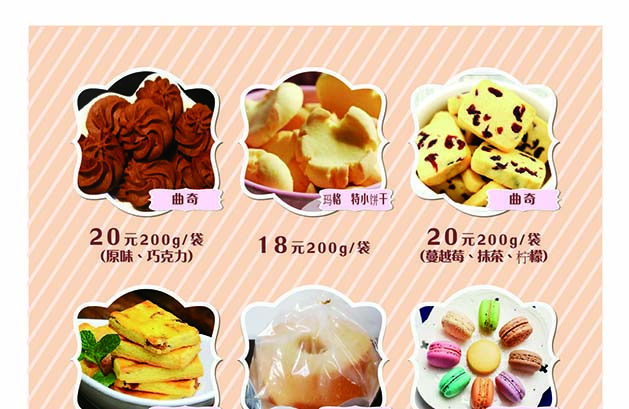 曲奇
玛格 特小饼干
曲奇
20元200g/袋
(原味、巧克力)
18元200g/袋
20元200g/袋
(蔓越莓、抹茶、柠檬)